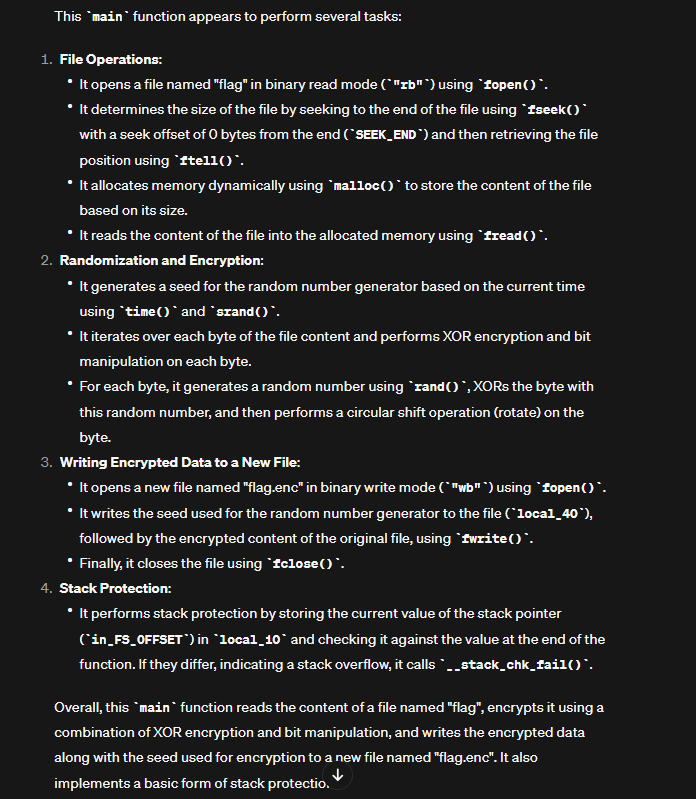 This `main` function appears to perform several tasks:
1. File Operations:
• It opens a file named "flag" in binary read mode (`"rb"`) using `fopen()`.
• It determines the size of the file by seeking to the end of the file using `fseek()`
with a seek offset of 0 bytes from the end (`SEEK_END`) and then retrieving the file
position using `ftell()`.
• It allocates memory dynamically using `malloc()` to store the content of the file
based on its size.
• It reads the content of the file into the allocated memory using `fread()`.
2. Randomization and Encryption:
• It generates a seed for the random number generator based on the current time
using `time()` and `srand()`.
• It iterates over each byte of the file content and performs XOR encryption and bit
manipulation on each byte.
• For each byte, it generates a random number using `rand()`, XORs the byte with
this random number, and then performs a circular shift operation (rotate) on the
byte.
3. Writing Encrypted Data to a New File:
• It opens a new file named "flag.enc" in binary write mode (`"wb"`) using `fopen()`.
• It writes the seed used for the random number generator to the file (`local_40`),
followed by the encrypted content of the original file, using `fwrite()`.
• Finally, it closes the file using `fclose()`.
4. Stack Protection:
• It performs stack protection by storing the current value of the stack pointer
(`in_FS_OFFSET`) in `local_10` and checking it against the value at the end of the
function. If they differ, indicating a stack overflow, it calls `__stack_chk_fail()`.
Overall, this `main` function reads the content of a file named "flag", encrypts it using a
combination of XOR encryption and bit manipulation, and writes the encrypted data
along with the seed used for encryption to a new file named "flag.enc". It also
implements a basic form of stack protectio.